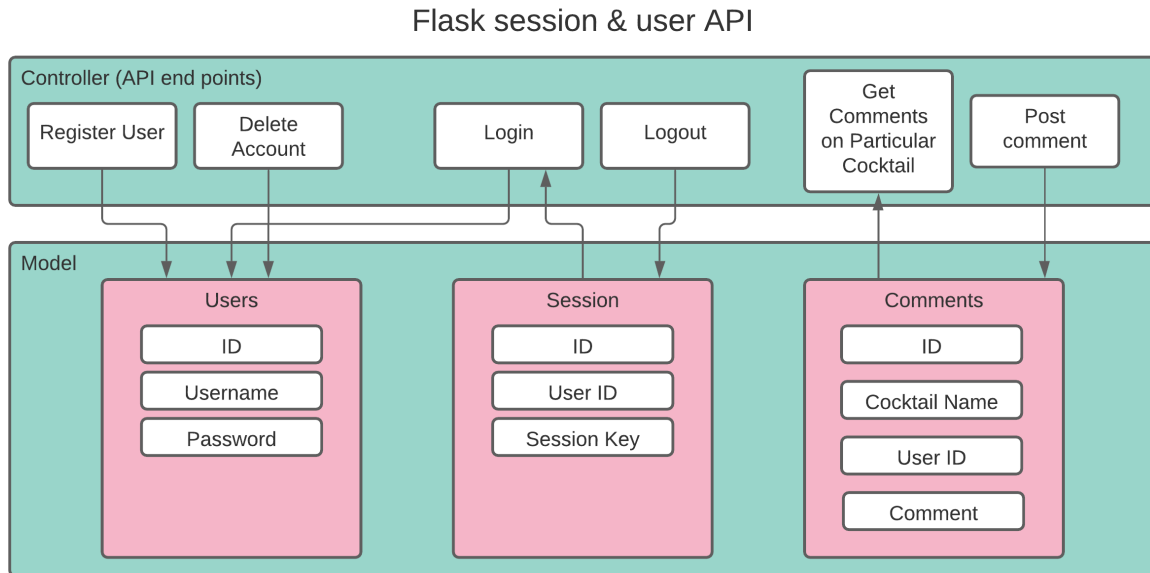 Flask session & user API
Controller (API end points)
Register User
Delete
Account
Login
Logout
Get
Comments
on Particular
Cocktail
Post
comment
Model
Users
ID
Username
Password
Session
ID
User ID
Session Key
Comments
ID
Cocktail Name
User ID
Comment